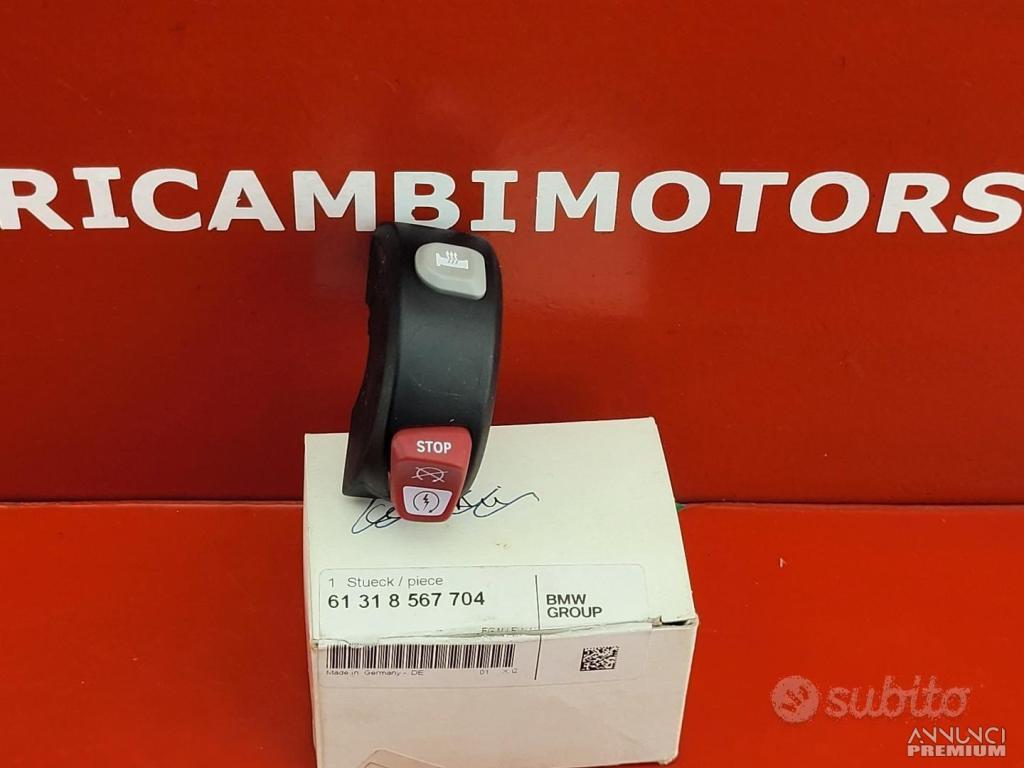 RICAMBIMOTORS
STOP
1 Stueck / piece
61 31 8 567 704
BMW
GROUP
Made in Germany - DE
01
subito
ANNUNCI
PREMIUM